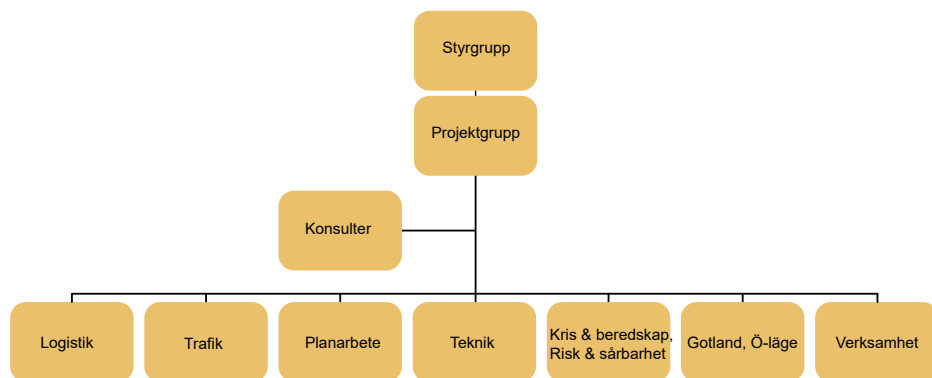 Styrgrupp
Projektgrupp
Konsulter
Logistik
Trafik
Planarbete
Teknik
Kris & beredskap,
Risk & sårbarhet
Gotland, Ö-läge
Verksamhet